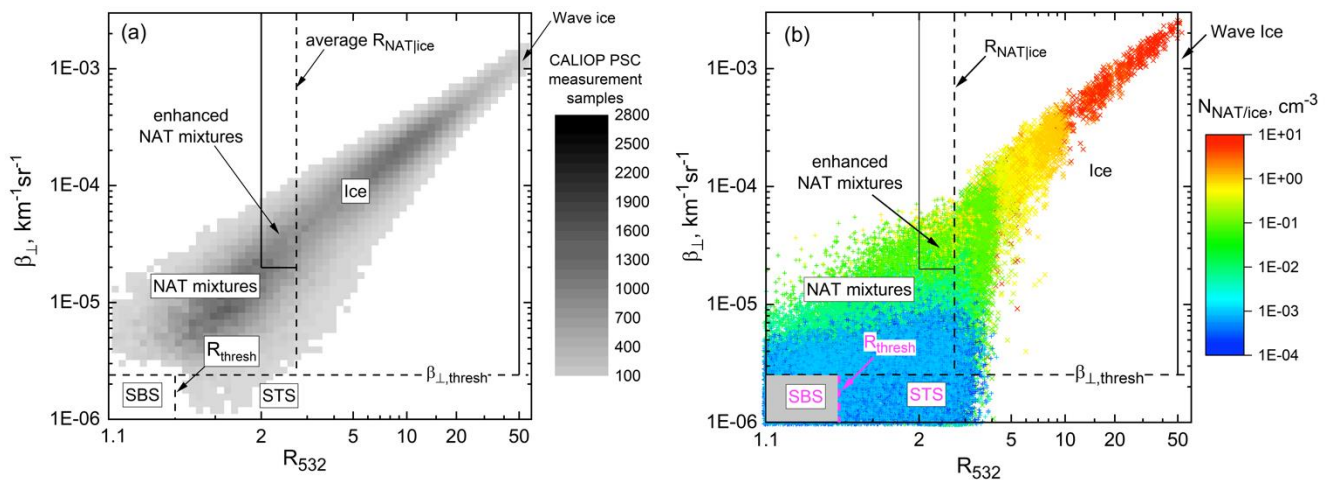 (a)
average R_NAT|ice
Wave ice
CALIOP PSC
measurement
samples
2800
2500
2200
1900
1600
1300
1000
700
400
100
enhanced
NAT mixtures
Ice
NAT mixtures
R_thresh
β⊥,thresh
SBS
STS
1E-03
1E-04
1E-05
1E-06
β⊥, km⁻¹sr⁻¹
1.1
2
5
10
20
50
R_532
(b)
R_NAT|ice
Wave Ice
N_NAT/ice, cm⁻³
1E+01
1E+00
1E-01
1E-02
1E-03
1E-04
enhanced
NAT mixtures
Ice
NAT mixtures
R_thresh
β⊥,thresh
SBS
STS
1E-03
1E-04
1E-05
1E-06
β⊥, km⁻¹sr⁻¹
1.1
2
5
10
20
50
R_532